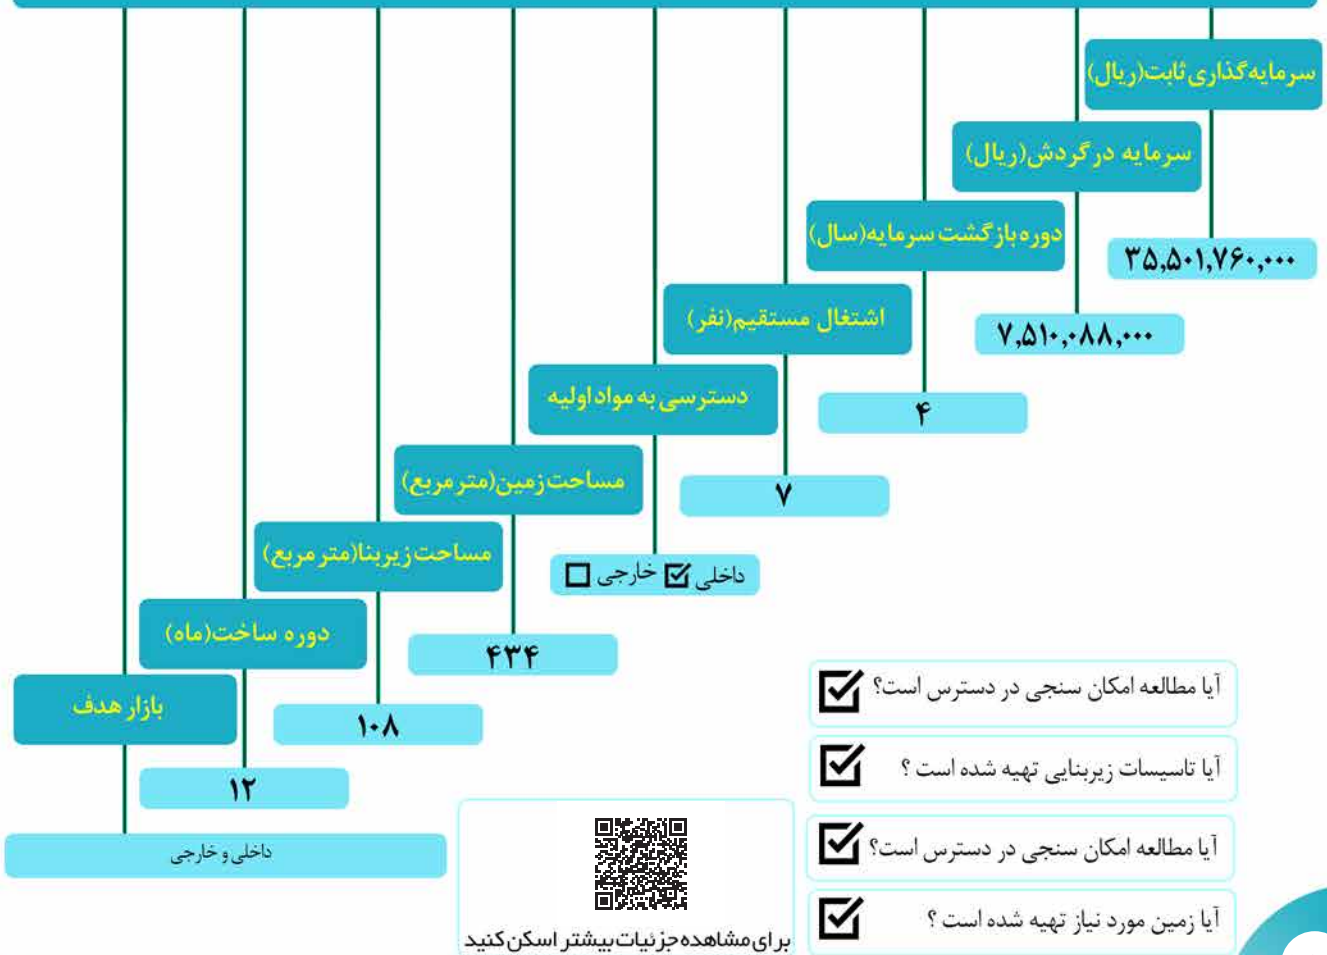 سرمایه‌گذاری ثابت(ریال)
۳۵,۵۰۱,۷۶۰,۰۰۰
سرمایه در گردش(ریال)
۷,۵۱۰,۰۸۸,۰۰۰
دوره بازگشت سرمایه(سال)
۴
اشتغال مستقیم(نفر)
۷
دسترسی به مواد اولیه
داخلی ☑ خارجی ☐
مساحت زمین(متر مربع)
۴۳۴
مساحت زیربنا(متر مربع)
۱۰۸
دوره ساخت(ماه)
۱۲
بازار هدف
داخلی و خارجی
آیا مطالعه امکان سنجی در دسترس است؟ ☑
آیا تاسیسات زیربنایی تهیه شده است ؟ ☑
آیا مطالعه امکان سنجی در دسترس است؟ ☑
آیا زمین مورد نیاز تهیه شده است ؟ ☑
برای مشاهده جزئیات بیشتر اسکن کنید